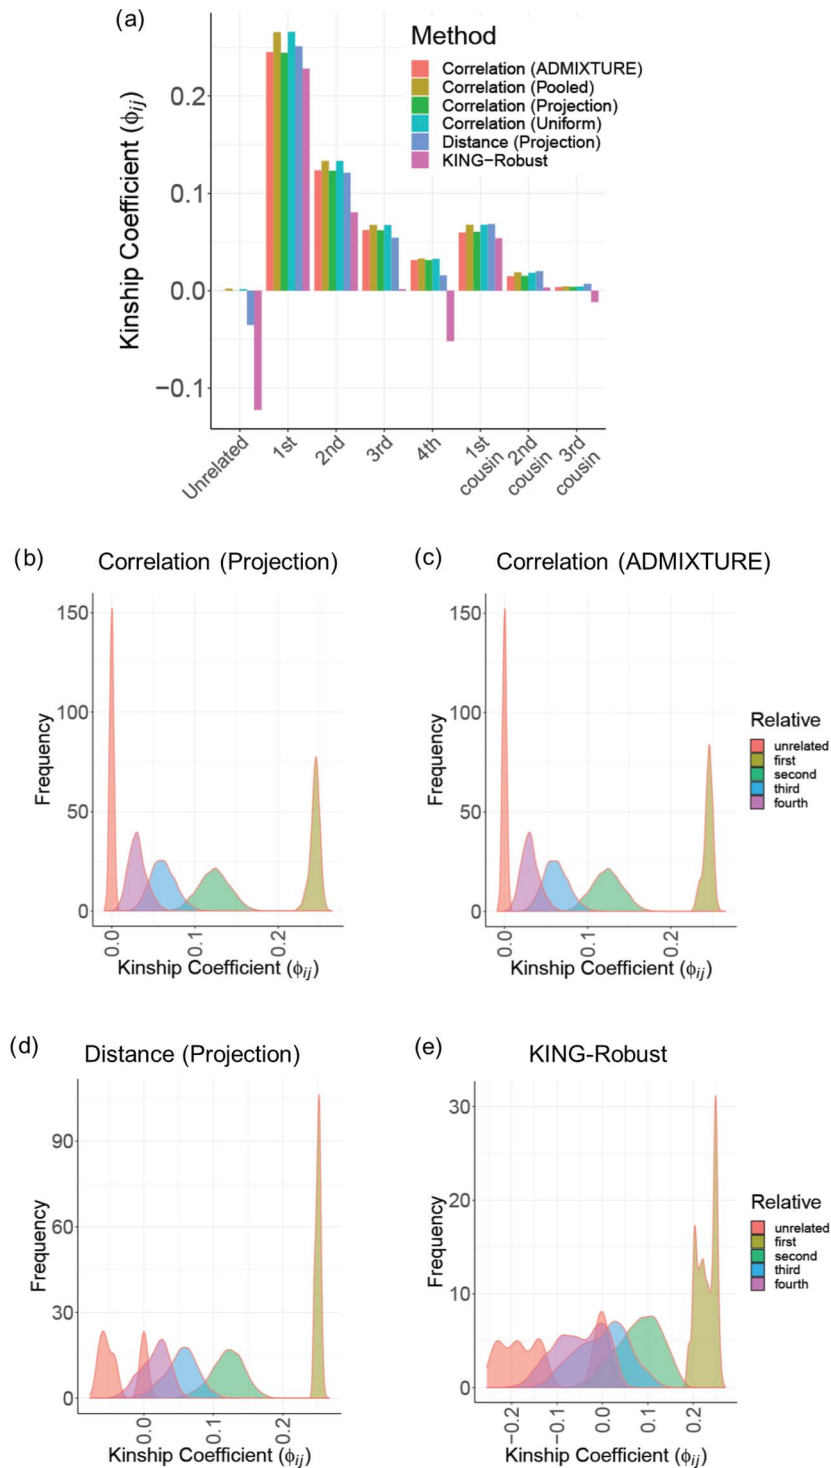 (a)
Kinship Coefficient (ϕij)
0.2
0.1
0.0
−0.1
Method
Correlation (ADMIXTURE)
Correlation (Pooled)
Correlation (Projection)
Correlation (Uniform)
Distance (Projection)
KING−Robust
Unrelated
1st
2nd
3rd
4th
1st
cousin
2nd
cousin
3rd
cousin
(b)
Correlation (Projection)
Frequency
150
100
50
0
0.0
0.1
0.2
Kinship Coefficient (ϕij)
(c)
Correlation (ADMIXTURE)
Frequency
150
100
50
0
0.0
0.1
0.2
Kinship Coefficient (ϕij)
Relative
unrelated
first
second
third
fourth
(d)
Distance (Projection)
Frequency
90
60
30
0
0.0
0.1
0.2
Kinship Coefficient (ϕij)
(e)
KING-Robust
Frequency
30
20
10
0
−0.2
−0.1
0.0
0.1
0.2
Kinship Coefficient (ϕij)
Relative
unrelated
first
second
third
fourth